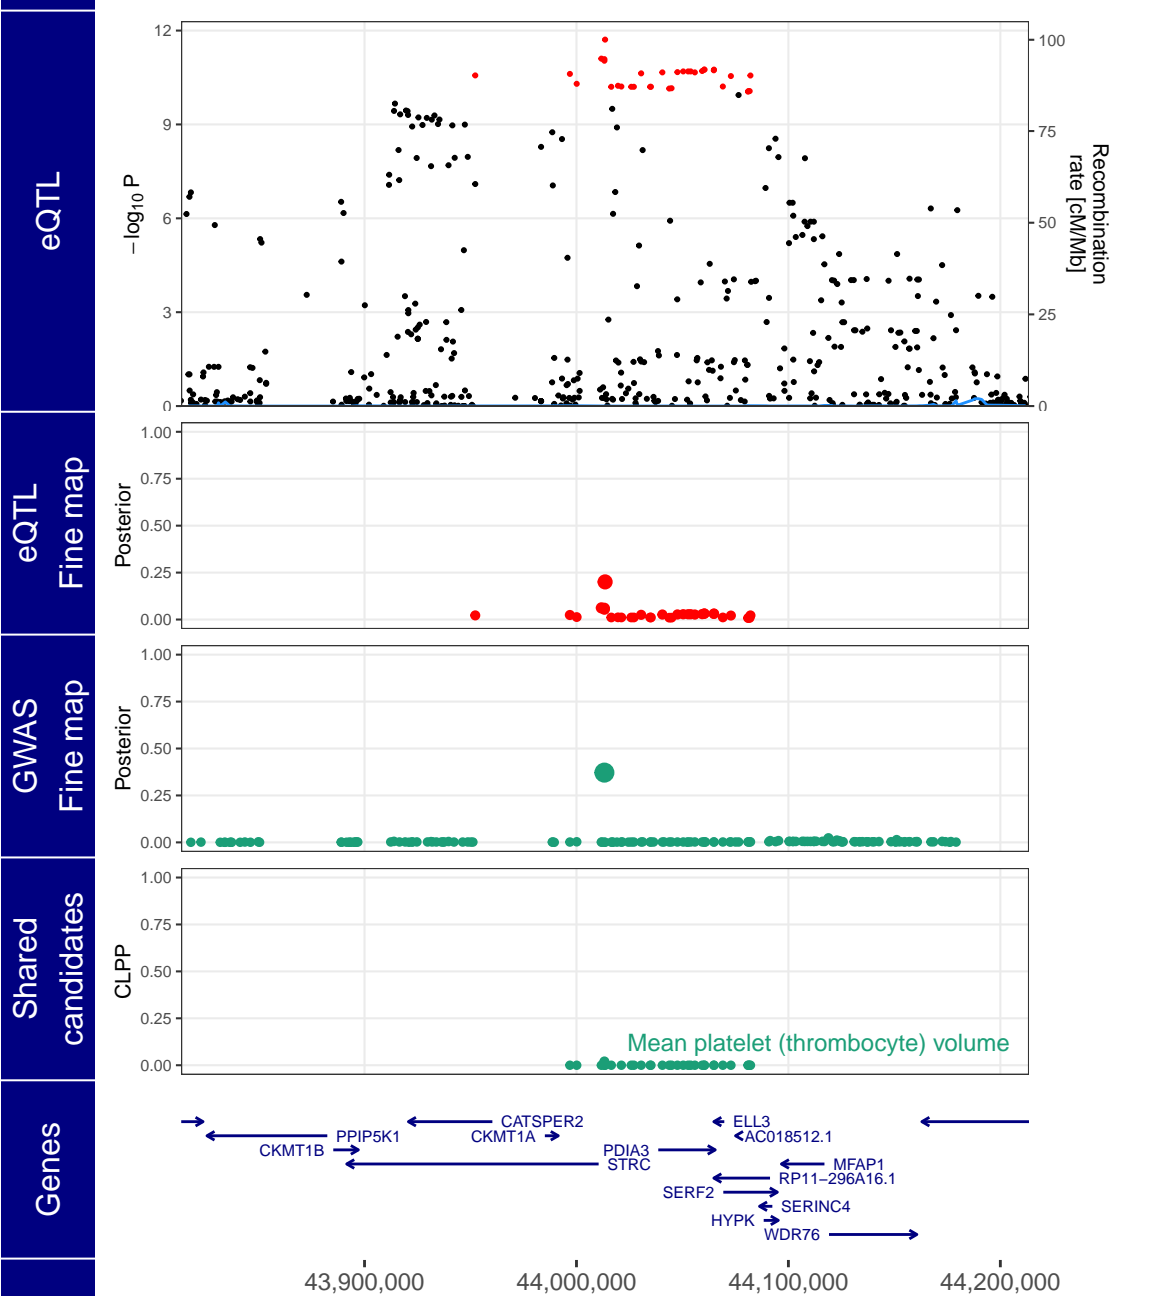 eQTL
−log10 P
12
9
6
3
0
100
75
50
25
0
Recombination
rate [cM/Mb]
eQTL
Fine map
Posterior
1.00
0.75
0.50
0.25
0.00
GWAS
Fine map
Posterior
1.00
0.75
0.50
0.25
0.00
Shared
candidates
CLPP
1.00
0.75
0.50
0.25
0.00
Mean platelet (thrombocyte) volume
Genes
CATSPER2
ELL3
PPIP5K1
CKMT1A
AC018512.1
CKMT1B
PDIA3
STRC
MFAP1
RP11−296A16.1
SERF2
SERINC4
HYPK
WDR76
43,900,000
44,000,000
44,100,000
44,200,000